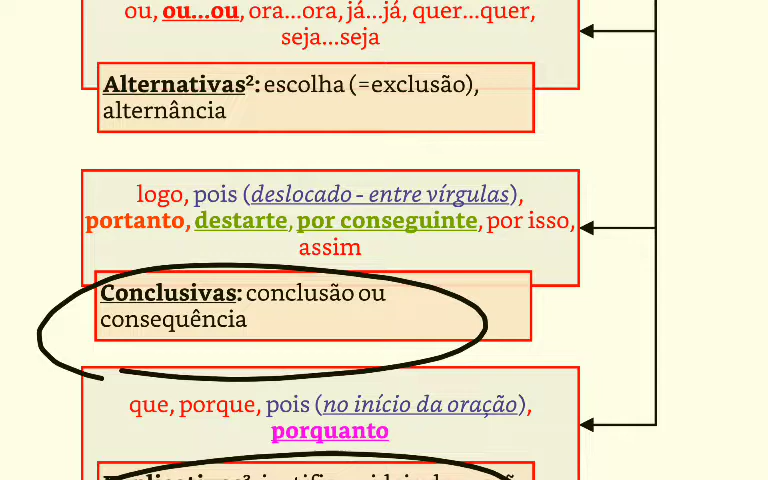 ou, ou...ou, ora...ora, já...já, quer...quer,
seja...seja
Alternativas²: escolha (=exclusão),
alternância
logo, pois (deslocado - entre vírgulas),
portanto, destarte, por conseguinte, por isso,
assim
Conclusivas: conclusão ou
consequência
que, porque, pois (no início da oração),
porquanto